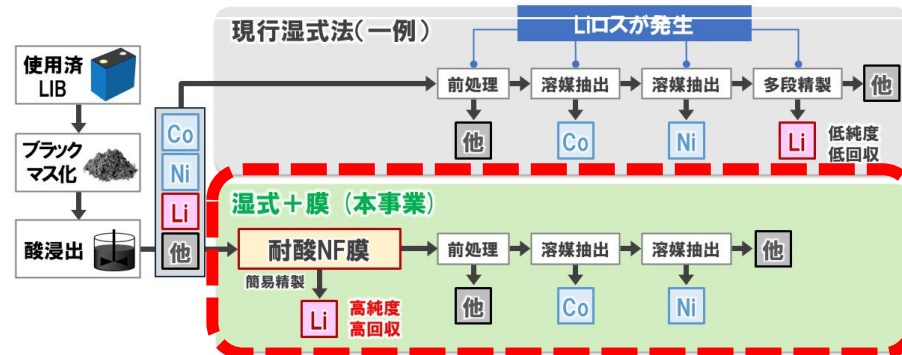 現行湿式法(一例)
Liロスが発生
使用済
LIB
ブラック
マス化
酸浸出
Co
Ni
Li
他
前処理
溶媒抽出
溶媒抽出
多段精製
他
他
Co
Ni
Li
低純度
低回収
湿式+膜(本事業)
耐酸NF膜
前処理
溶媒抽出
溶媒抽出
他
簡易精製
Li
高純度
高回収
他
Co
Ni